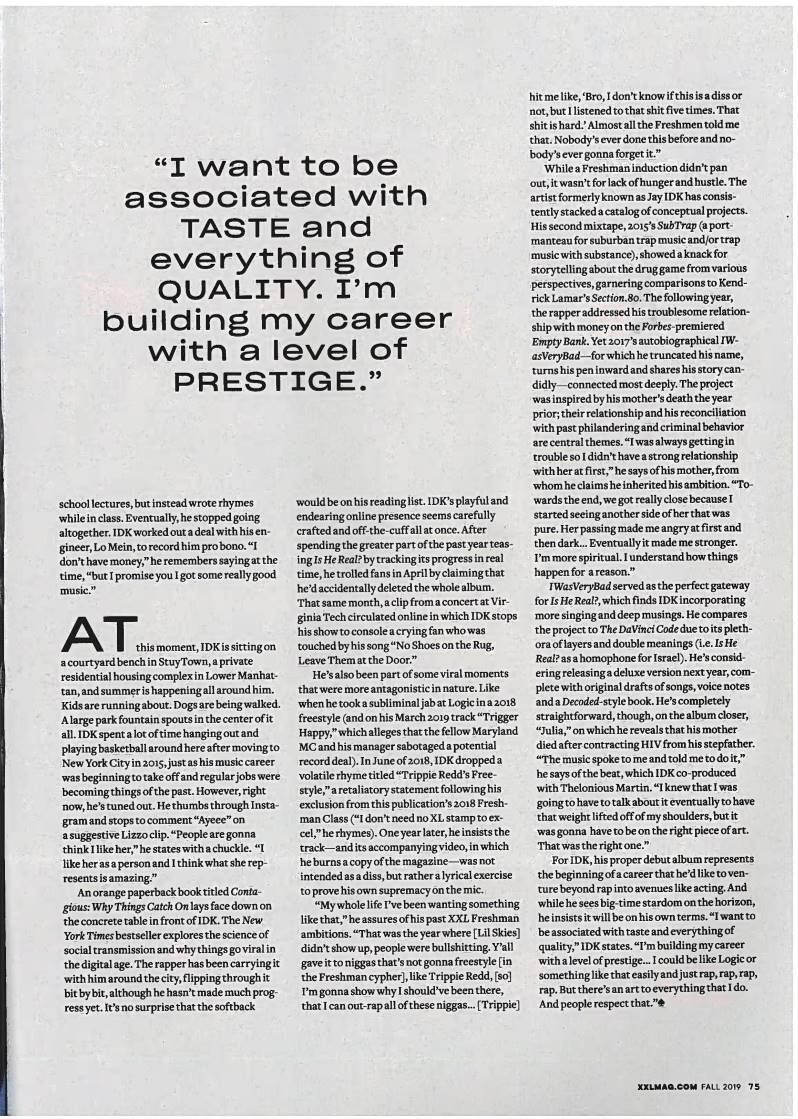 “I want to be
associated with
TASTE and
everything of
QUALITY. I’m
building my career
with a level of
PRESTIGE.”
school lectures, but instead wrote rhymes
while in class. Eventually, he stopped going
altogether. IDK worked out a deal with his en-
gineer, Lo Mein, to record him pro bono. “I
don’t have money,” he remembers saying at the
time, “but I promise you I got some really good
music.”
AT this moment, IDK is sitting on
a courtyard bench in StuyTown, a private
residential housing complex in Lower Manhat-
tan, and summer is happening all around him.
Kids are running about. Dogs are being walked.
A large park fountain spouts in the center of it
all. IDK spent a lot of time hanging out and
playing basketball around here after moving to
New York City in 2015, just as his music career
was beginning to take off and regular jobs were
becoming things of the past. However, right
now, he’s tuned out. He thumbs through Insta-
gram and stops to comment “Ayeee” on
a suggestive Lizzo clip. “People are gonna
think I like her,” he states with a chuckle. “I
like her as a person and I think what she rep-
resents is amazing.”
An orange paperback book titled Conta-
gious: Why Things Catch On lays face down on
the concrete table in front of IDK. The New
York Times bestseller explores the science of
social transmission and why things go viral in
the digital age. The rapper has been carrying it
with him around the city, flipping through it
bit by bit, although he hasn’t made much prog-
ress yet. It’s no surprise that the softback
would be on his reading list. IDK’s playful and
endearing online presence seems carefully
crafted and off-the-cuff all at once. After
spending the greater part of the past year teas-
ing Is He Real? by tracking its progress in real
time, he trolled fans in April by claiming that
he’d accidentally deleted the whole album.
That same month, a clip from a concert at Vir-
ginia Tech circulated online in which IDK stops
his show to console a crying fan who was
touched by his song “No Shoes on the Rug,
Leave Them at the Door.”
He’s also been part of some viral moments
that were more antagonistic in nature. Like
when he took a subliminal jab at Logic in a 2018
freestyle (and on his March 2019 track “Trigger
Happy,” which alleges that the fellow Maryland
MC and his manager sabotaged a potential
record deal). In June of 2018, IDK dropped a
volatile rhyme titled “Trippie Redd’s Free-
style,” a retaliatory statement following his
exclusion from this publication’s 2018 Fresh-
man Class (“I don’t need no XL stamp to ex-
cel,” he rhymes). One year later, he insists the
track—and its accompanying video, in which
he burns a copy of the magazine—was not
intended as a diss, but rather a lyrical exercise
to prove his own supremacy on the mic.
“My whole life I’ve been wanting something
like that,” he assures of his past XXL Freshman
ambitions. “That was the year where [Lil Skies]
didn’t show up, people were bullshitting. Y’all
gave it to niggas that’s not gonna freestyle [in
the Freshman cypher], like Trippie Redd, [so]
I’m gonna show why I should’ve been there,
that I can out-rap all of these niggas... [Trippie]
hit me like, ‘Bro, I don’t know if this is a diss or
not, but I listened to that shit five times. That
shit is hard.’ Almost all the Freshmen told me
that. Nobody’s ever done this before and no-
body’s ever gonna forget it.”
While a Freshman induction didn’t pan
out, it wasn’t for lack of hunger and hustle. The
artist formerly known as Jay IDK has consis-
tently stacked a catalog of conceptual projects.
His second mixtape, 2015’s SubTrap (a port-
manteau for suburban trap music and/or trap
music with substance), showed a knack for
storytelling about the drug game from various
perspectives, garnering comparisons to Kend-
rick Lamar’s Section.80. The following year,
the rapper addressed his troublesome relation-
ship with money on the Forbes-premiered
Empty Bank. Yet 2017’s autobiographical IW-
asVeryBad—for which he truncated his name,
turns his pen inward and shares his story can-
didly—connected most deeply. The project
was inspired by his mother’s death the year
prior; their relationship and his reconciliation
with past philandering and criminal behavior
are central themes. “I was always getting in
trouble so I didn’t have a strong relationship
with her at first,” he says of his mother, from
whom he claims he inherited his ambition. “To-
wards the end, we got really close because I
started seeing another side of her that was
pure. Her passing made me angry at first and
then dark... Eventually it made me stronger.
I’m more spiritual. I understand how things
happen for a reason.”
IWasVeryBad served as the perfect gateway
for Is He Real?, which finds IDK incorporating
more singing and deep musings. He compares
the project to The DaVinci Code due to its pleth-
ora of layers and double meanings (i.e. Is He
Real? as a homophone for Israel). He’s consid-
ering releasing a deluxe version next year, com-
plete with original drafts of songs, voice notes
and a Decoded-style book. He’s completely
straightforward, though, on the album closer,
“Julia,” on which he reveals that his mother
died after contracting HIV from his stepfather.
“The music spoke to me and told me to do it,”
he says of the beat, which IDK co-produced
with Thelonious Martin. “I knew that I was
going to have to talk about it eventually to have
that weight lifted off of my shoulders, but it
was gonna have to be on the right piece of art.
That was the right one.”
For IDK, his proper debut album represents
the beginning of a career that he’d like to ven-
ture beyond rap into avenues like acting. And
while he sees big-time stardom on the horizon,
he insists it will be on his own terms. “I want to
be associated with taste and everything of
quality,” IDK states. “I’m building my career
with a level of prestige... I could be like Logic or
something like that easily and just rap, rap, rap,
rap. But there’s an art to everything that I do.
And people respect that.”
XXLMAG.COM FALL 2019 75